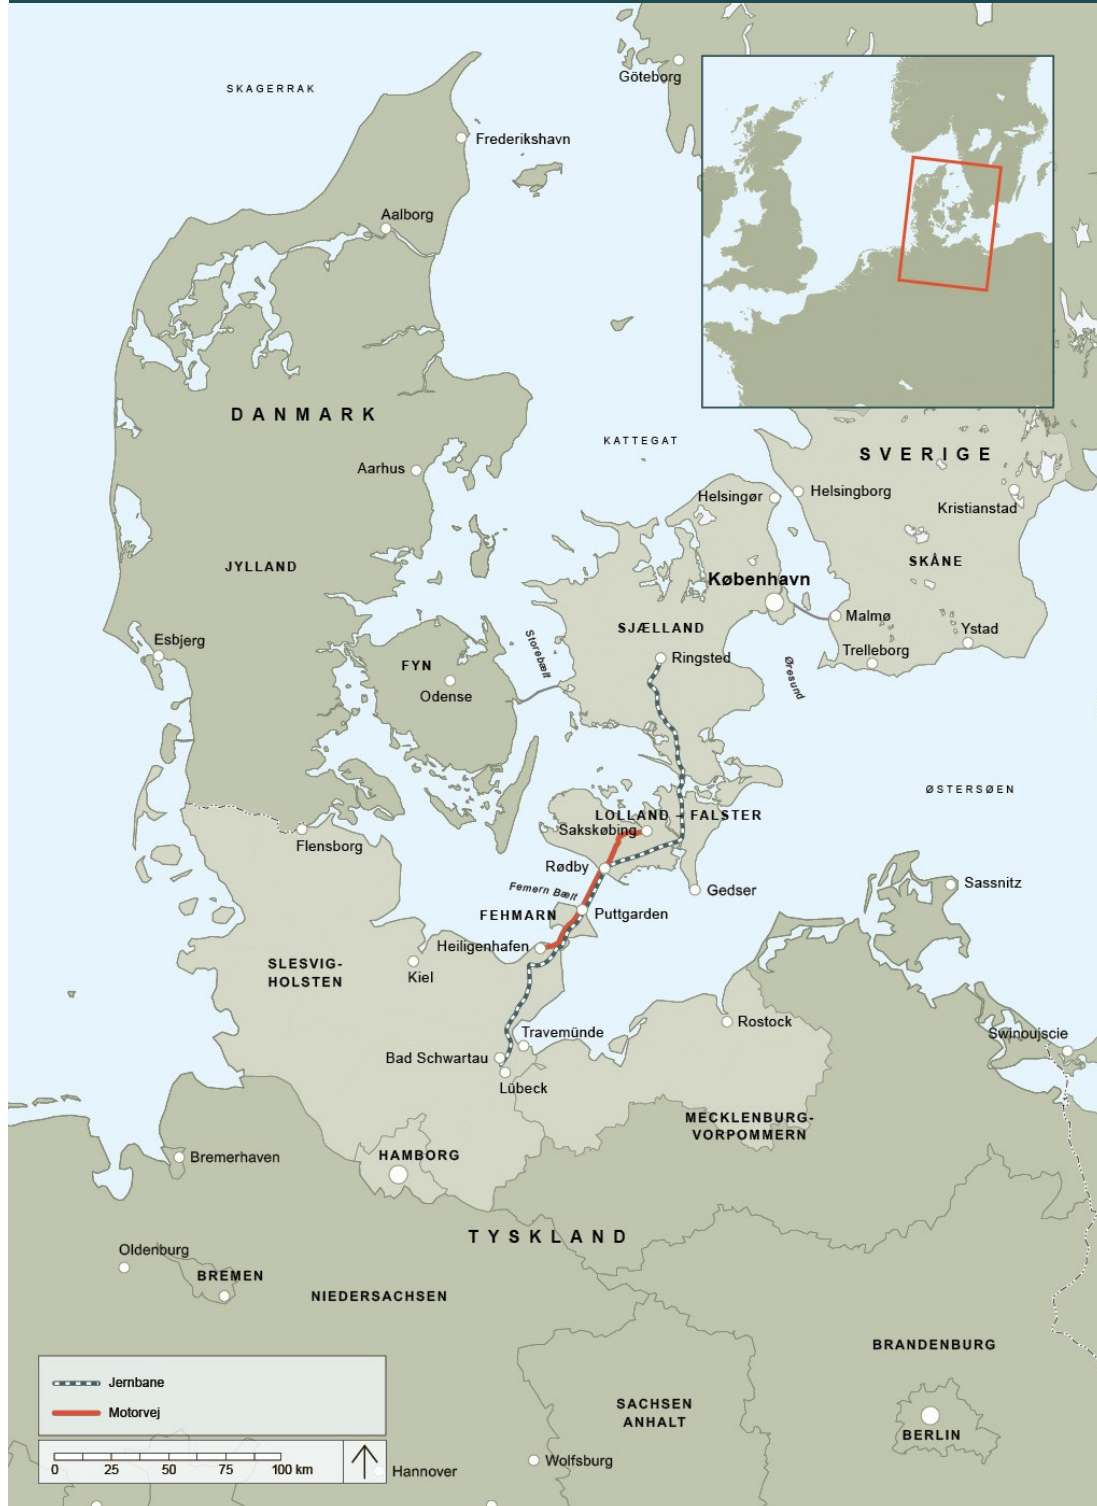 Göteborg
SKAGERRAK
Frederikshavn
Aalborg
DANMARK
KATTEGAT
SVERIGE
Aarhus
Helsingør
Helsingborg
Kristianstad
JYLLAND
SKÅNE
København
Malmø
SJÆLLAND
Ystad
Esbjerg
Storebælt
Ringsted
Trelleborg
FYN
Øresund
Odense
ØSTERSØEN
LOLLAND - FALSTER
Sakskøbing
Flensborg
Rødby
Sassnitz
Femern Bælt
Gedser
FEHMARN
Puttgarden
Heiligenhafen
SLESVIG-
HOLSTEN
Kiel
Rostock
Travemünde
Swinoujscie
Bad Schwartau
Lübeck
MECKLENBURG-
VORPOMMERN
HAMBORG
Bremerhaven
TYSKLAND
Oldenburg
BREMEN
NIEDERSACHSEN
BRANDENBURG
Jernbane
Motorvej
SACHSEN
ANHALT
BERLIN
Wolfsburg
0 25 50 75 100 km
Hannover